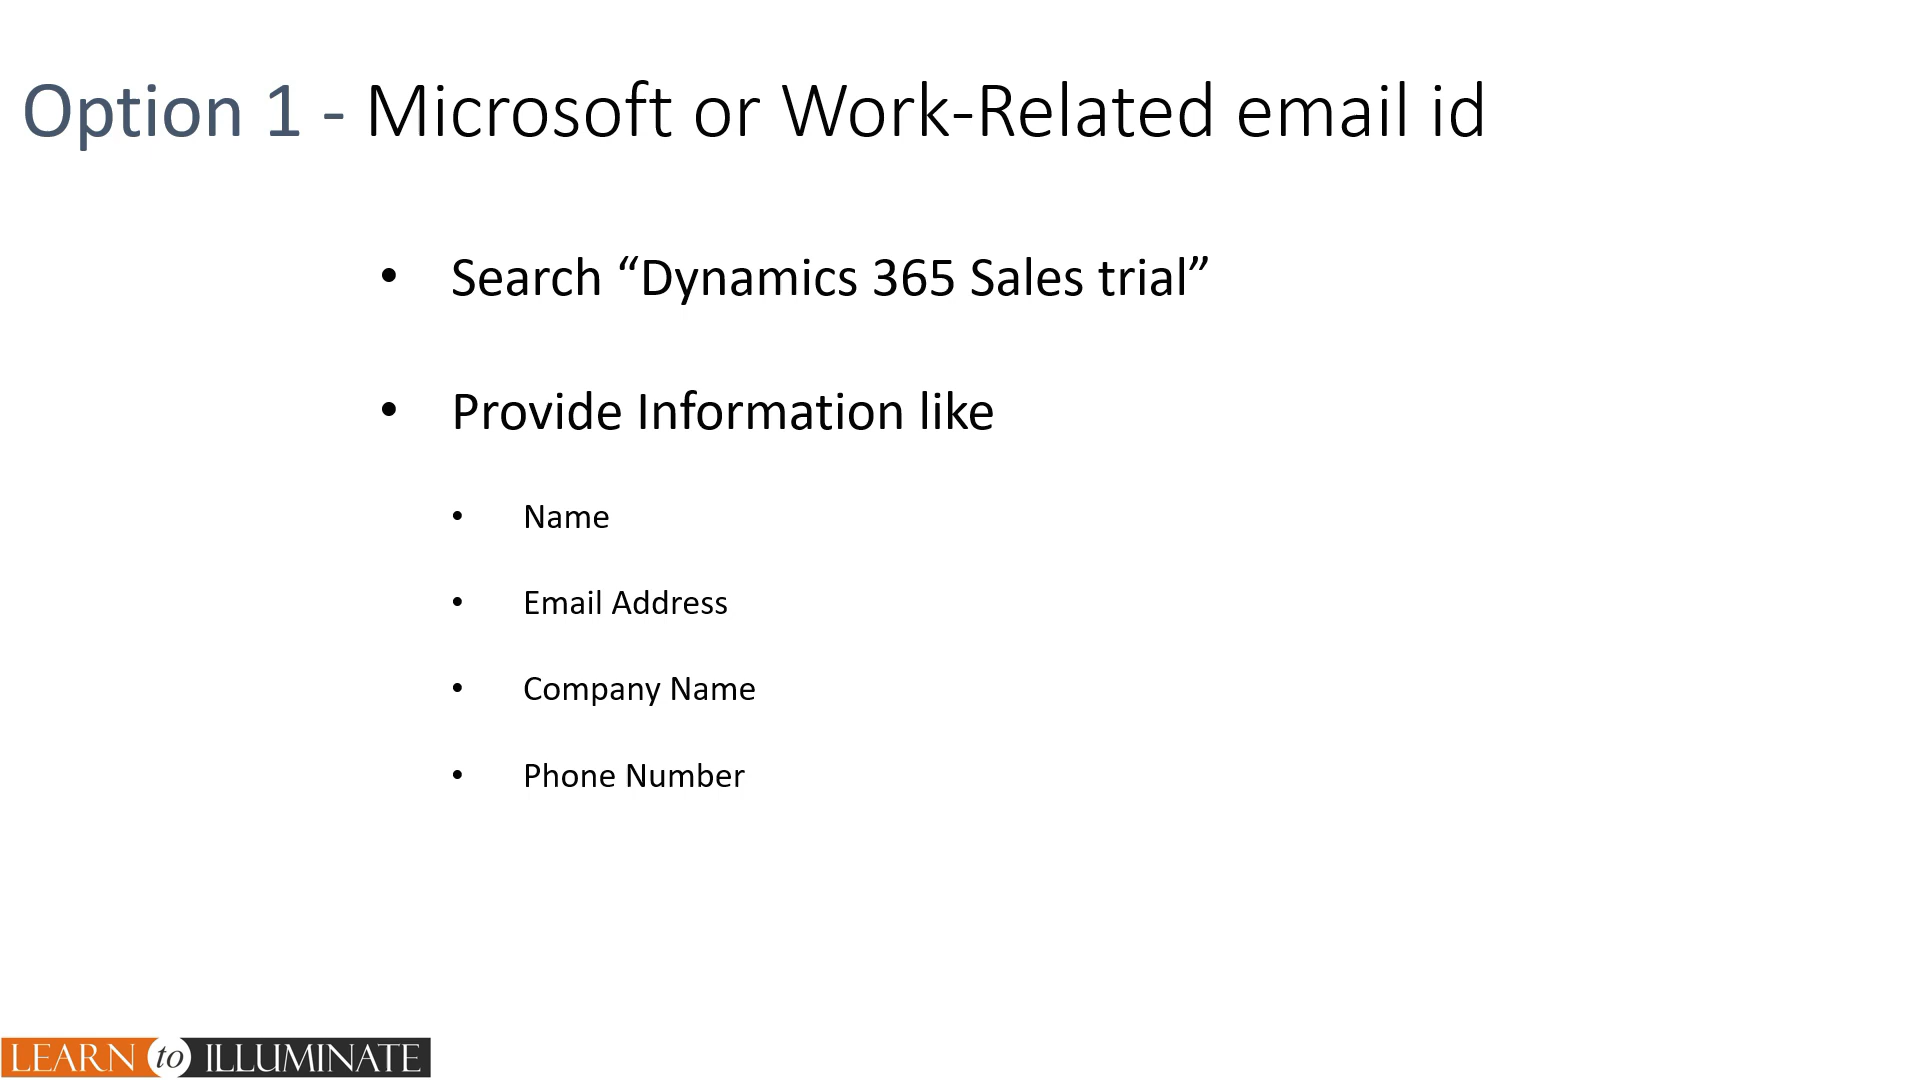 Option 1 - Microsoft or Work-Related email id
• Search “Dynamics 365 Sales trial”
• Provide Information like
• Name
• Email Address
• Company Name
• Phone Number
LEARN to ILLUMINATE